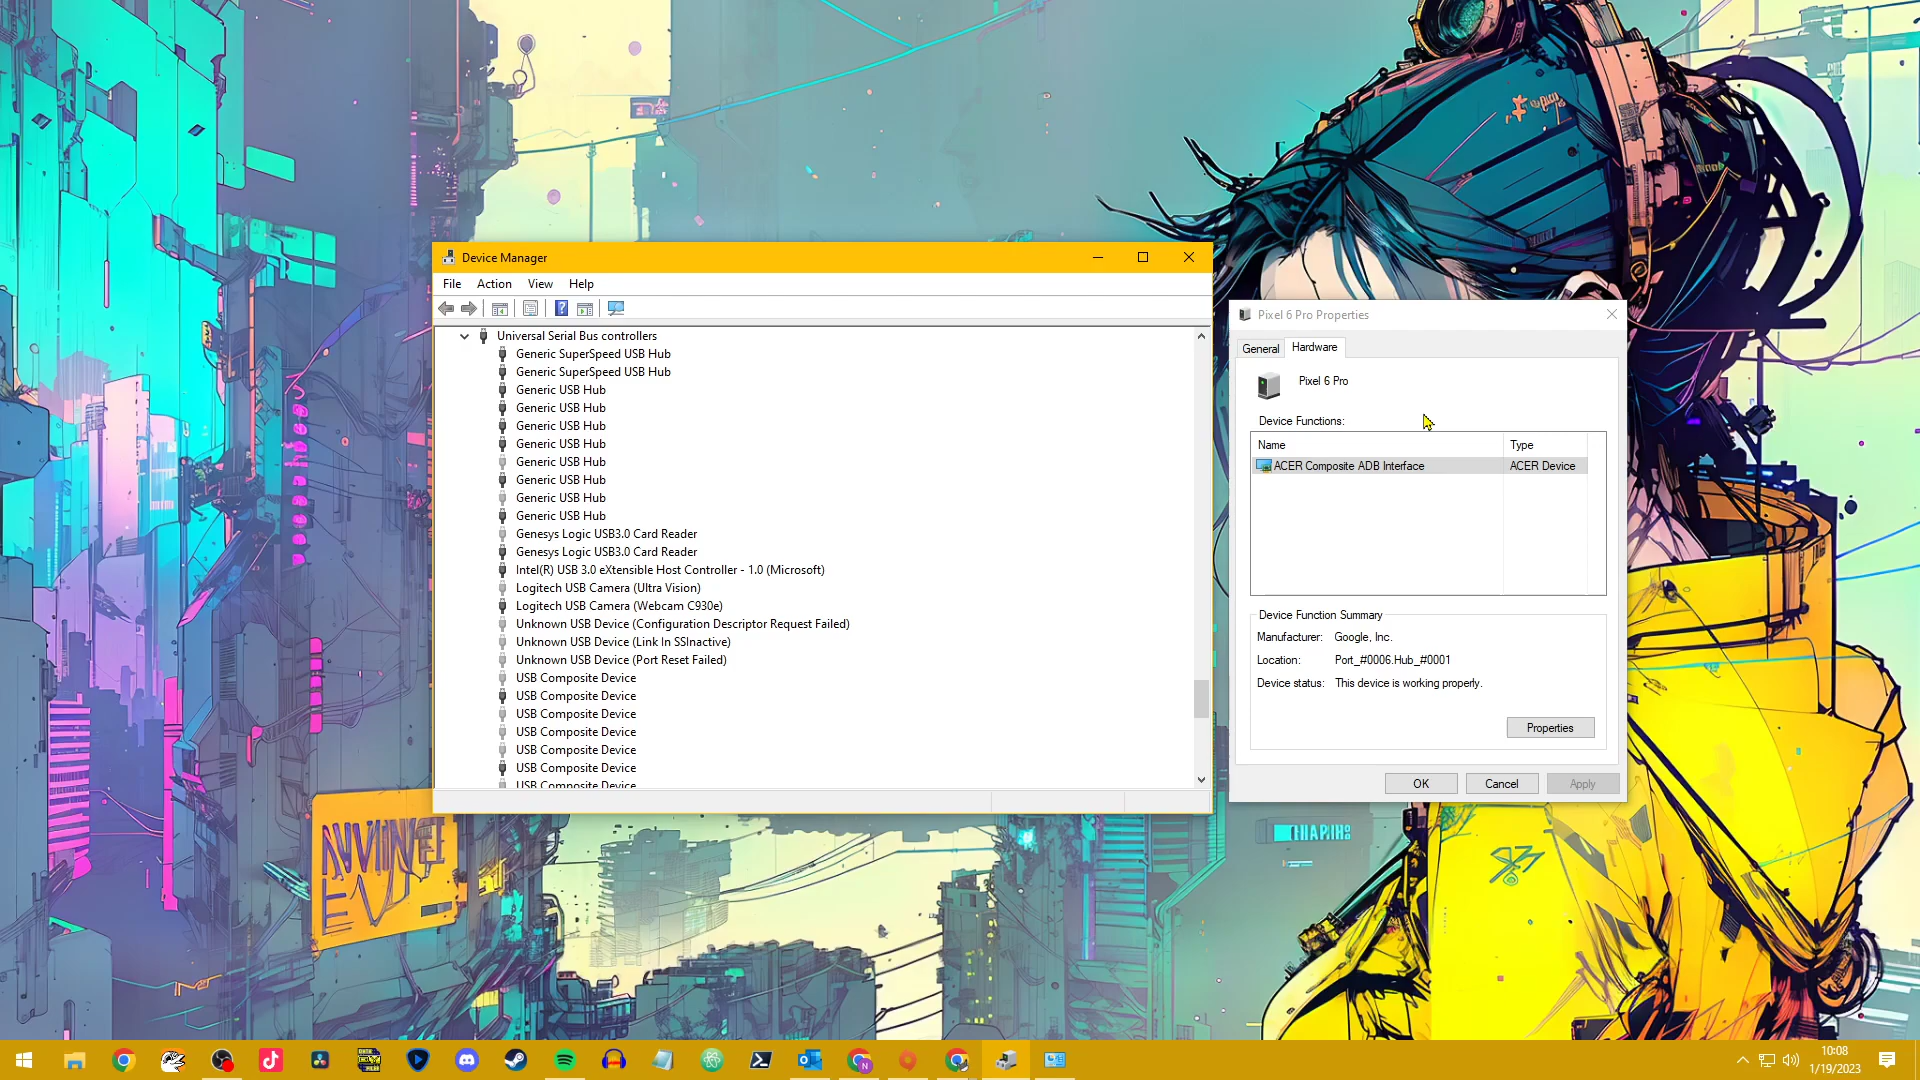 Device Manager
File Action View Help
Universal Serial Bus controllers
Generic SuperSpeed USB Hub
Generic SuperSpeed USB Hub
Generic USB Hub
Generic USB Hub
Generic USB Hub
Generic USB Hub
Generic USB Hub
Generic USB Hub
Generic USB Hub
Generic USB Hub
Genesys Logic USB3.0 Card Reader
Genesys Logic USB3.0 Card Reader
Intel(R) USB 3.0 eXtensible Host Controller - 1.0 (Microsoft)
Logitech USB Camera (Ultra Vision)
Logitech USB Camera (Webcam C930e)
Unknown USB Device (Configuration Descriptor Request Failed)
Unknown USB Device (Link In SSInactive)
Unknown USB Device (Port Reset Failed)
USB Composite Device
USB Composite Device
USB Composite Device
USB Composite Device
USB Composite Device
USB Composite Device
USB Composite Device
Pixel 6 Pro Properties
General Hardware
Pixel 6 Pro
Device Functions:
Name Type
ACER Composite ADB Interface ACER Device
Device Function Summary
Manufacturer: Google, Inc.
Location: Port_#0006.Hub_#0001
Device status: This device is working properly.
Properties
OK Cancel Apply
10:08
1/19/2023